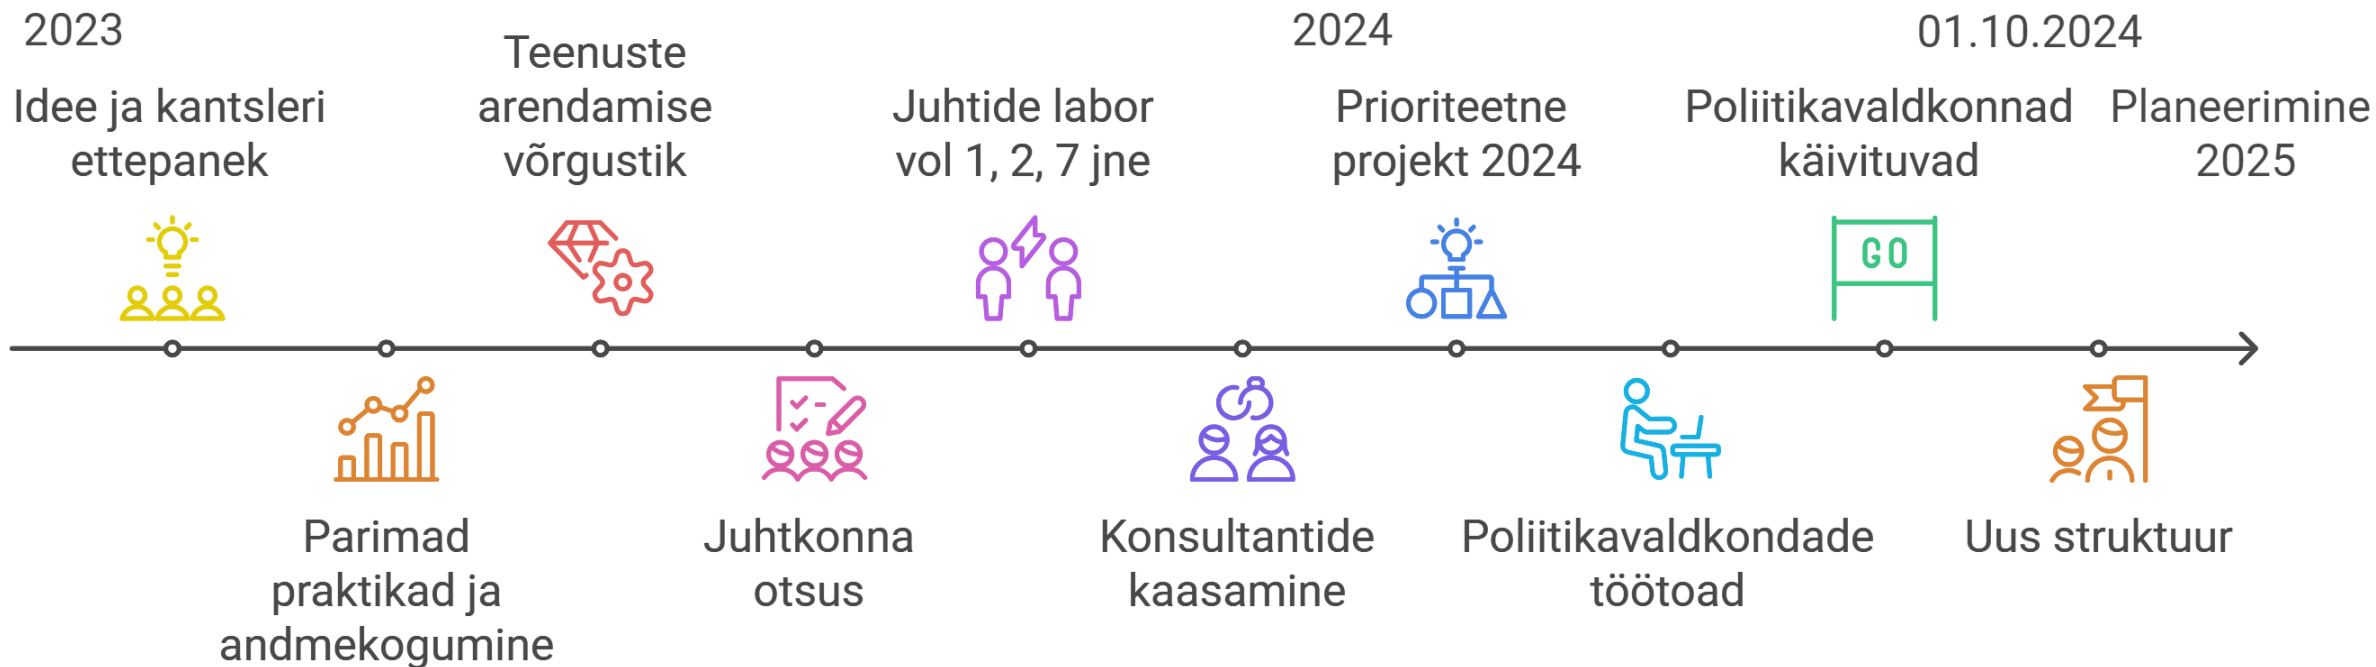 2023
2024
01.10.2024
Idee ja kantsleri
ettepanek
Teenuste
arendamise
võrgustik
Juhtide labor
vol 1, 2, 7 jne
Prioriteetne
projekt 2024
Poliitikavaldkonnad
käivituvad
Planeerimine
2025
GO
Parimad
praktikad ja
andmekogumine
Juhtkonna
otsus
Konsultantide
kaasamine
Poliitikavaldkondade
töötoad
Uus struktuur